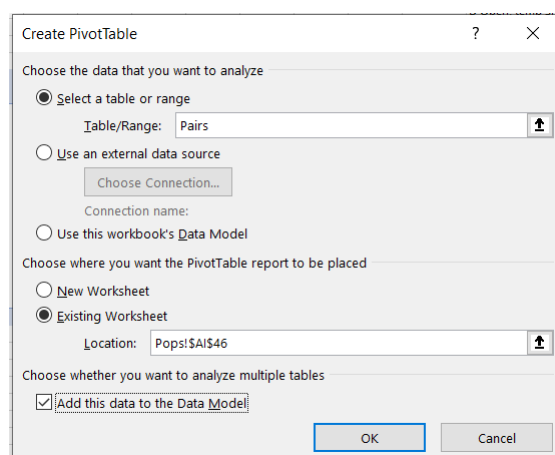 Create PivotTable ? ×
Choose the data that you want to analyze
Select a table or range
Table/Range: Pairs
Use an external data source
Choose Connection...
Connection name:
Use this workbook's Data Model
Choose where you want the PivotTable report to be placed
New Worksheet
Existing Worksheet
Location: Pops!$AI$46
Choose whether you want to analyze multiple tables
Add this data to the Data Model
OK Cancel